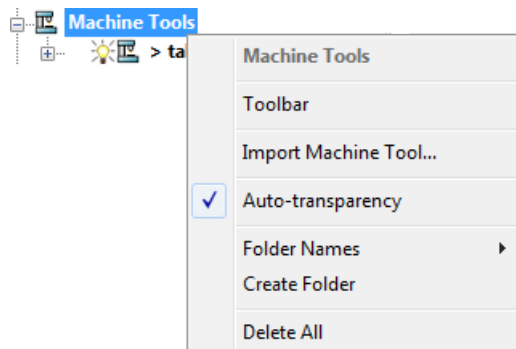 Machine Tools
> ta
Machine Tools
Toolbar
Import Machine Tool...
Auto-transparency
Folder Names
Create Folder
Delete All